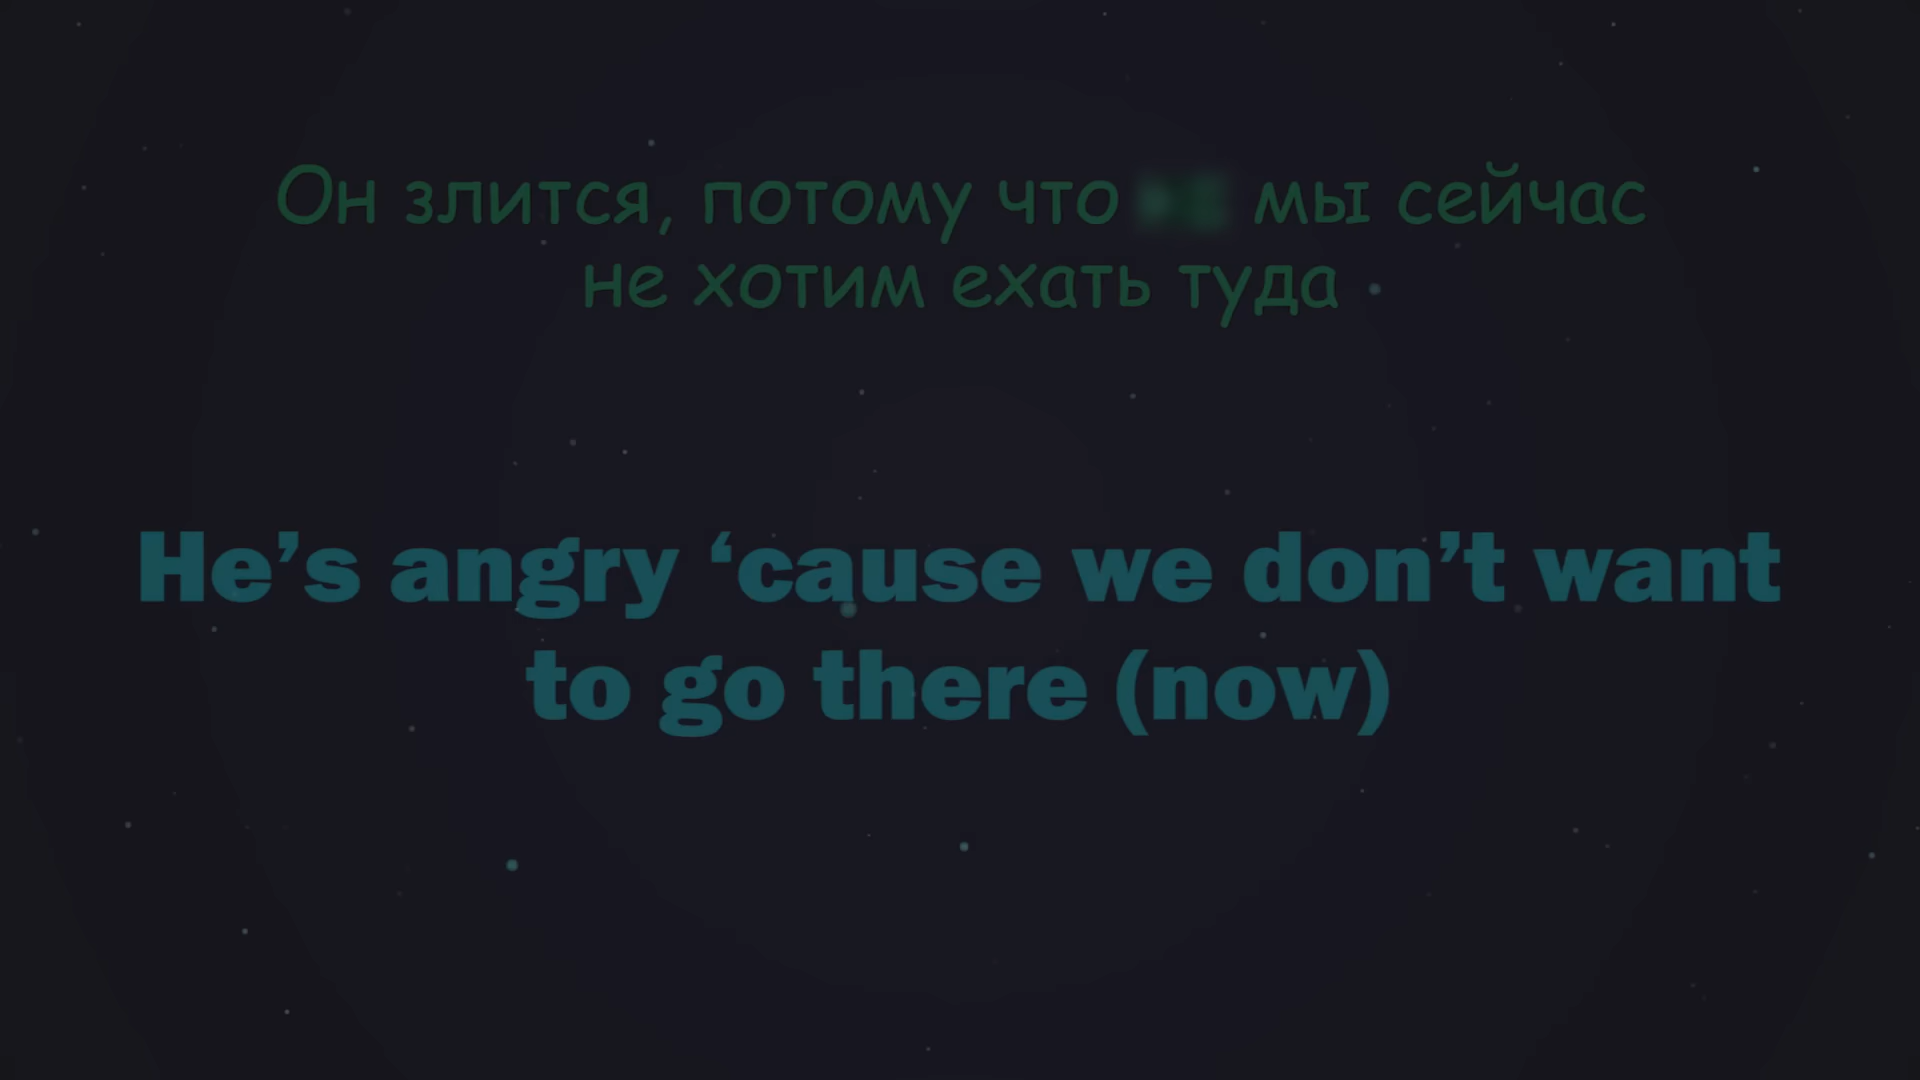 Он злится, потому что мы сейчас
не хотим ехать туда
He’s angry ‘cause we don’t want
to go there (now)